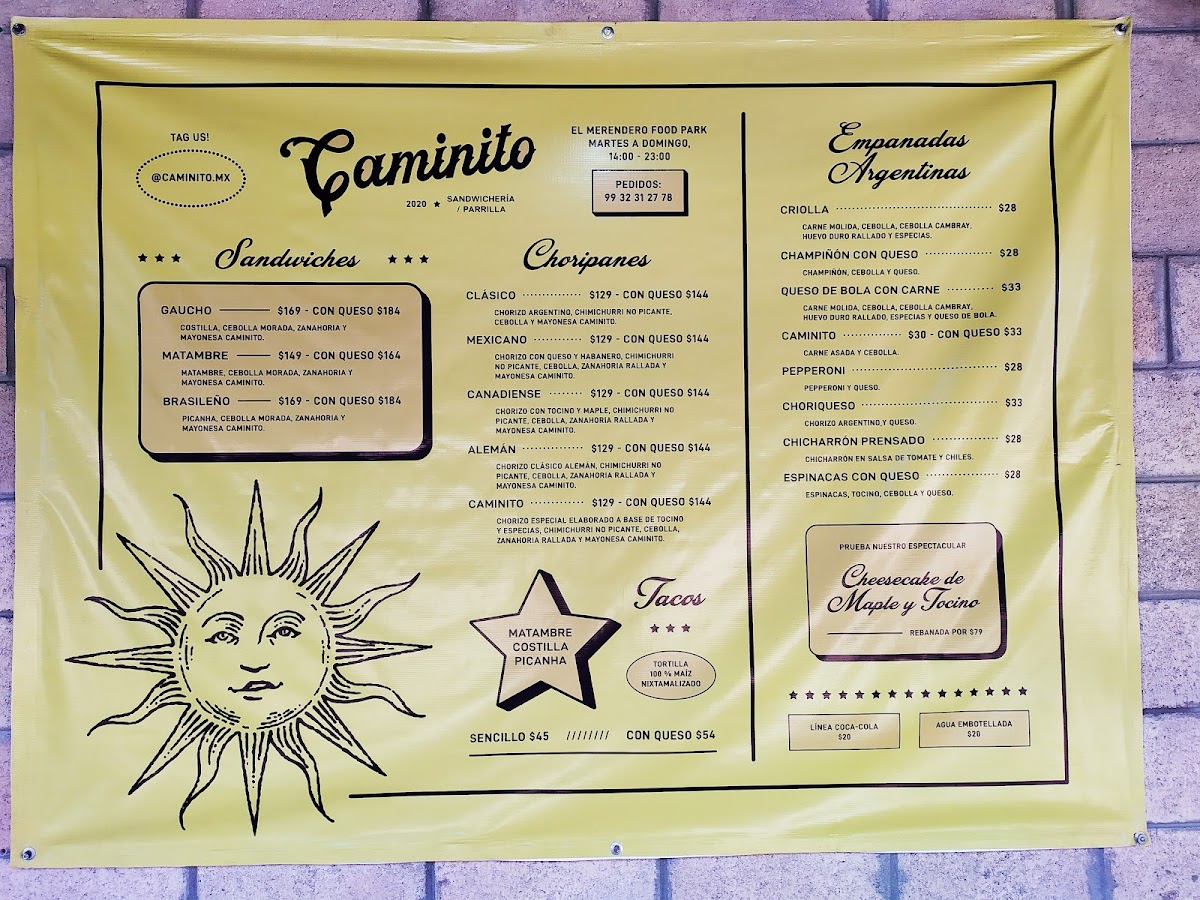 TAG US!
@CAMINITO.MX
Caminito
2020 ★ SANDWICHERÍA
/ PARRILLA
EL MERENDERO FOOD PARK
MARTES A DOMINGO,
14:00 - 23:00
PEDIDOS:
99 32 31 27 78
★ ★ ★ Sandwiches ★ ★ ★
GAUCHO $169 - CON QUESO $184
COSTILLA, CEBOLLA MORADA, ZANAHORIA Y
MAYONESA CAMINITO.
MATAMBRE $149 - CON QUESO $164
MATAMBRE, CEBOLLA MORADA, ZANAHORIA Y
MAYONESA CAMINITO.
BRASILEÑO $169 - CON QUESO $184
PICANHA, CEBOLLA MORADA, ZANAHORIA Y
MAYONESA CAMINITO.
Choripanes
CLÁSICO ············ $129 - CON QUESO $144
CHORIZO ARGENTINO, CHIMICHURRI NO PICANTE,
CEBOLLA Y MAYONESA CAMINITO.
MEXICANO ·········· $129 - CON QUESO $144
CHORIZO CON QUESO Y HABANERO, CHIMICHURRI
NO PICANTE, CEBOLLA, ZANAHORIA RALLADA Y
MAYONESA CAMINITO.
CANADIENSE ······· $129 - CON QUESO $144
CHORIZO CON TOCINO Y MAPLE, CHIMICHURRI NO
PICANTE, CEBOLLA, ZANAHORIA RALLADA Y
MAYONESA CAMINITO.
ALEMÁN ············ $129 - CON QUESO $144
CHORIZO CLÁSICO ALEMÁN, CHIMICHURRI NO
PICANTE, CEBOLLA, ZANAHORIA RALLADA Y
MAYONESA CAMINITO.
CAMINITO ··········· $129 - CON QUESO $144
CHORIZO ESPECIAL ELABORADO A BASE DE TOCINO
Y ESPECIAS, CHIMICHURRI NO PICANTE, CEBOLLA,
ZANAHORIA RALLADA Y MAYONESA CAMINITO.
MATAMBRE
COSTILLA
PICANHA
Tacos
★ ★ ★
TORTILLA
100 % MAÍZ
NIXTAMALIZADO
SENCILLO $45 //////// CON QUESO $54
Empanadas
Argentinas
CRIOLLA ································ $28
CARNE MOLIDA, CEBOLLA, CEBOLLA CAMBRAY,
HUEVO DURO RALLADO Y ESPECIAS.
CHAMPIÑÓN CON QUESO ·············· $28
CHAMPIÑÓN, CEBOLLA Y QUESO.
QUESO DE BOLA CON CARNE ·········· $33
CARNE MOLIDA, CEBOLLA, CEBOLLA CAMBRAY,
HUEVO DURO RALLADO, ESPECIAS Y QUESO DE BOLA.
CAMINITO ············ $30 - CON QUESO $33
CARNE ASADA Y CEBOLLA.
PEPPERONI ····························· $28
PEPPERONI Y QUESO.
CHORIQUESO ··························· $33
CHORIZO ARGENTINO,Y QUESO.
CHICHARRÓN PRENSADO ·············· $28
CHICHARRÓN EN SALSA DE TOMATE Y CHILES.
ESPINACAS CON QUESO ··············· $28
ESPINACAS, TOCINO, CEBOLLA Y QUESO.
PRUEBA NUESTRO ESPECTACULAR
Cheesecake de
Maple y Tocino
REBANADA POR $79
★ ★ ★ ★ ★ ★ ★ ★ ★ ★ ★ ★ ★ ★ ★ ★
LÍNEA COCA-COLA
$20
AGUA EMBOTELLADA
$20